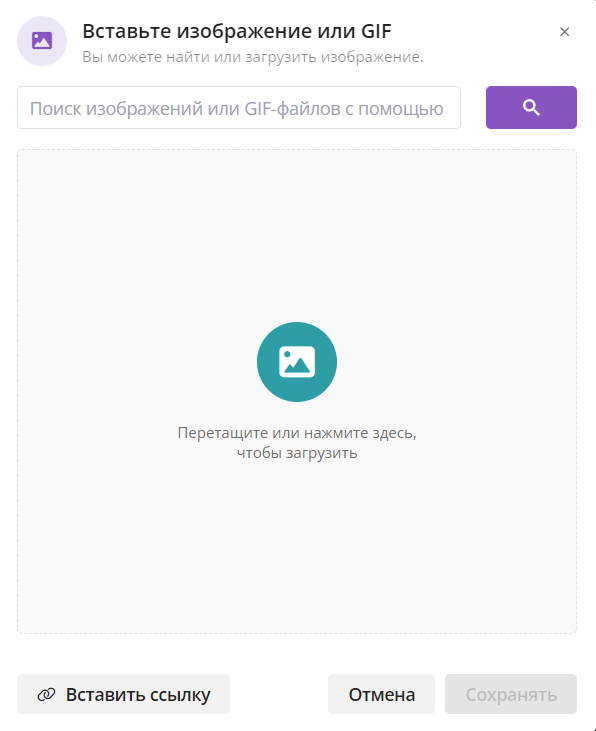 Вставьте изображение или GIF
Вы можете найти или загрузить изображение.
Поиск изображений или GIF-файлов с помощью
Перетащите или нажмите здесь,
чтобы загрузить
Вставить ссылку
Отмена
Сохранять